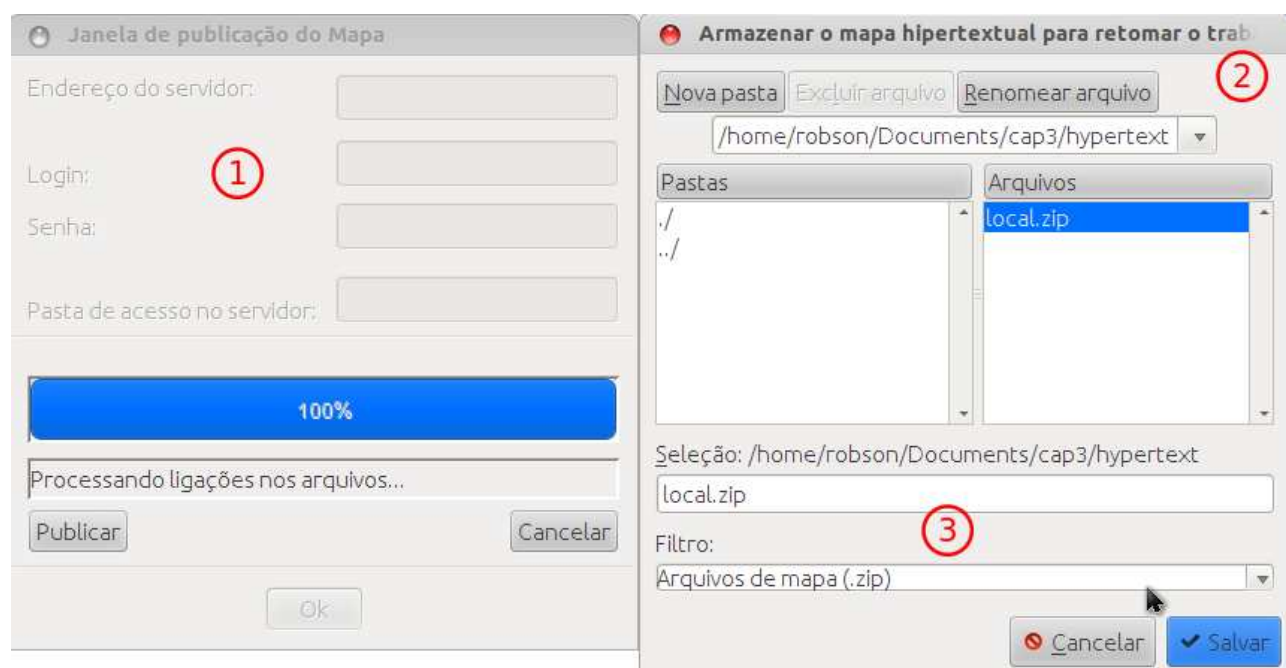 Janela de publicação do Mapa
Endereço do servidor:
1
Login:
Senha:
Pasta de acesso no servidor:
100%
Processando ligações nos arquivos...
Publicar Cancelar
Ok
Armazenar o mapa hipertextual para retomar o trab
2
Nova pasta Excluir arquivo Renomear arquivo
/home/robson/Documents/cap3/hypertext
Pastas Arquivos
./ local.zip
../
Seleção: /home/robson/Documents/cap3/hypertext
local.zip
3
Filtro:
Arquivos de mapa (.zip)
Cancelar Salvar